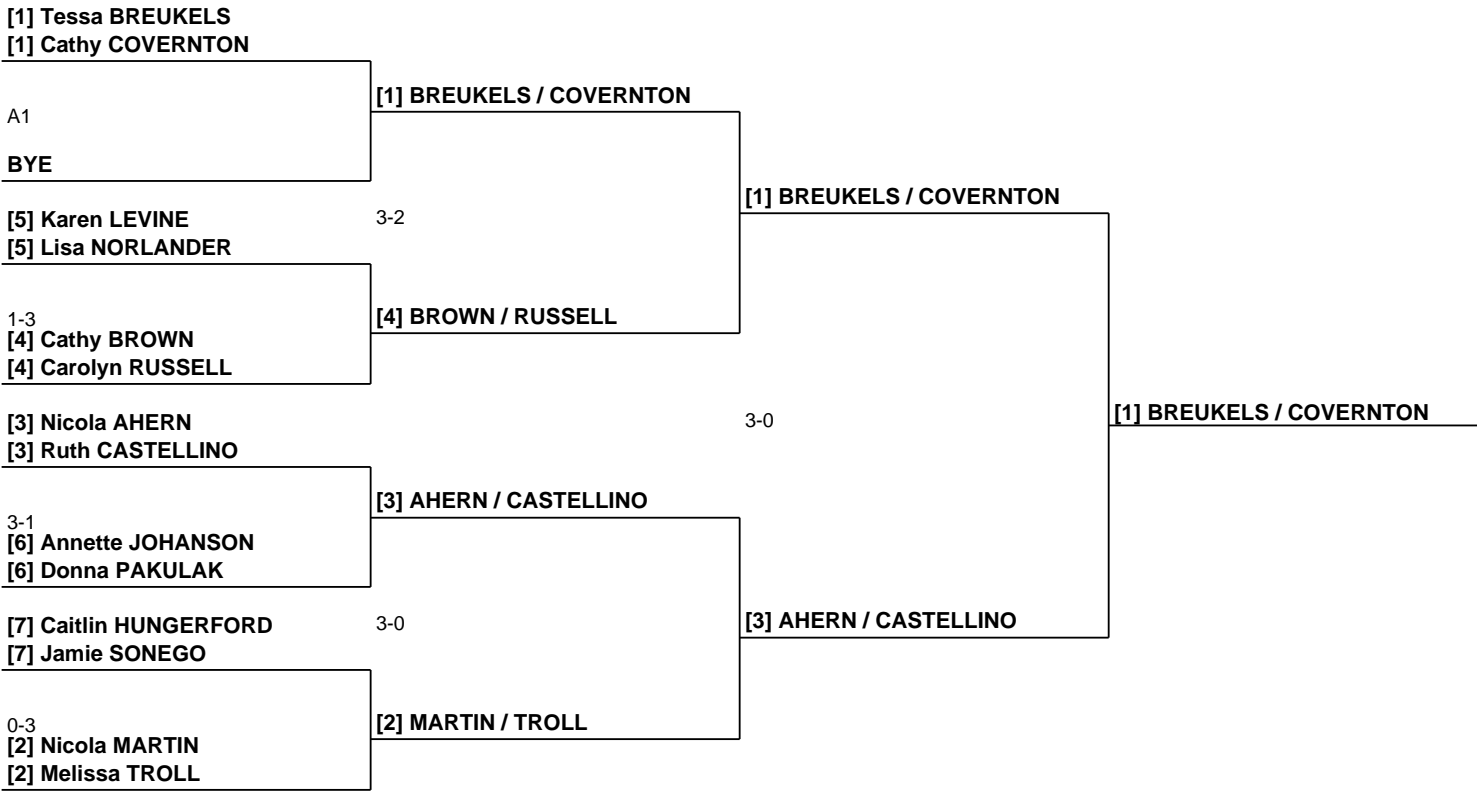 [1] Tessa BREUKELS
[1] Cathy COVERNTON
[1] BREUKELS / COVERNTON
A1
BYE
[1] BREUKELS / COVERNTON
[5] Karen LEVINE
3-2
[5] Lisa NORLANDER
1-3
[4] BROWN / RUSSELL
[4] Cathy BROWN
[4] Carolyn RUSSELL
[3] Nicola AHERN
3-0
[1] BREUKELS / COVERNTON
[3] Ruth CASTELLINO
[3] AHERN / CASTELLINO
3-1
[6] Annette JOHANSON
[6] Donna PAKULAK
[7] Caitlin HUNGERFORD
3-0
[3] AHERN / CASTELLINO
[7] Jamie SONEGO
0-3
[2] MARTIN / TROLL
[2] Nicola MARTIN
[2] Melissa TROLL